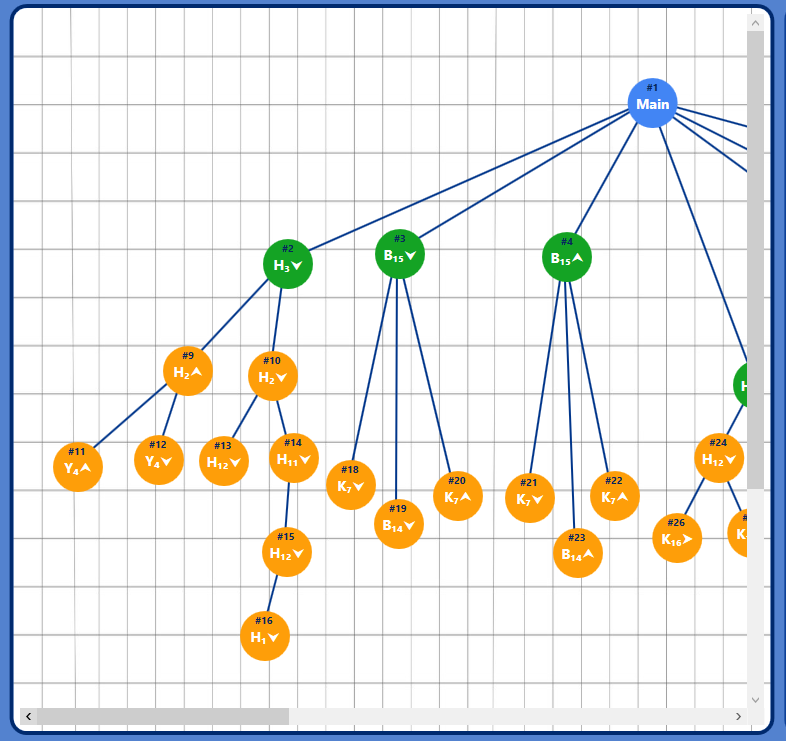 #1
Main
#2
H₃
#3
B₁₅
#4
B₁₅
#9
H₂
#10
H₂
H
#11
Y₄
#12
Y₄
#13
H₁₂
#14
H₁₁
#18
K₇
#19
B₁₄
#20
K₇
#21
K₇
#22
K₇
#24
H₁₂
#15
H₁₂
#23
B₁₄
#26
K₁₆
#
K
#16
H₁